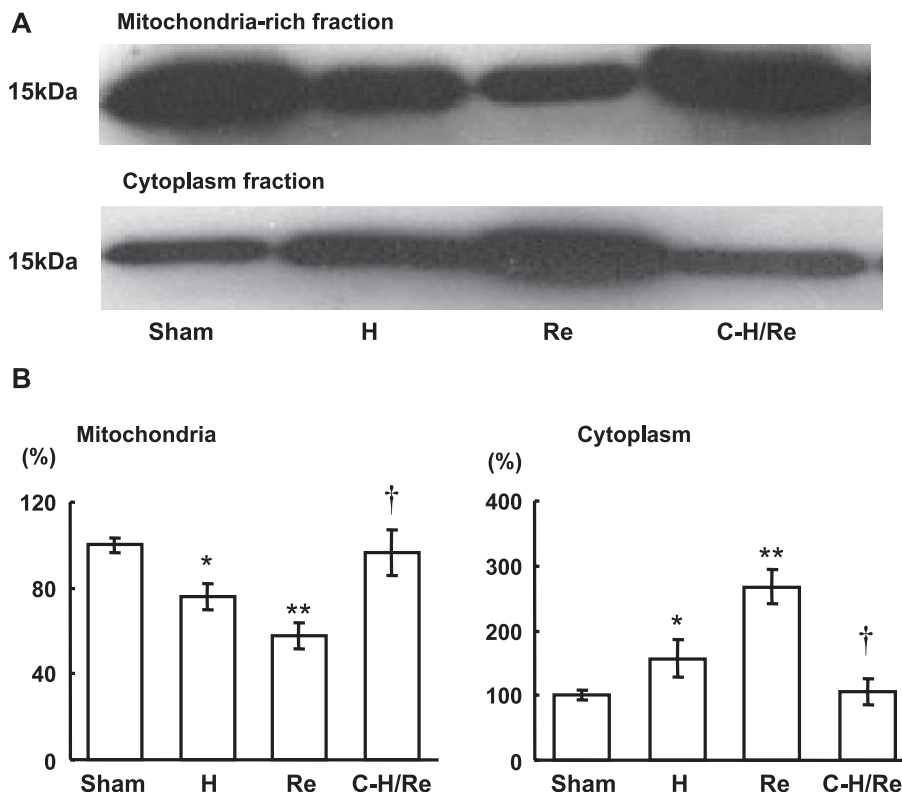 A
Mitochondria-rich fraction
15kDa
Cytoplasm fraction
15kDa
Sham H Re C-H/Re
B
Mitochondria
(%)
120
80
40
0
*
**
†
Sham H Re C-H/Re
Cytoplasm
(%)
400
300
200
100
0
*
**
†
Sham H Re C-H/Re